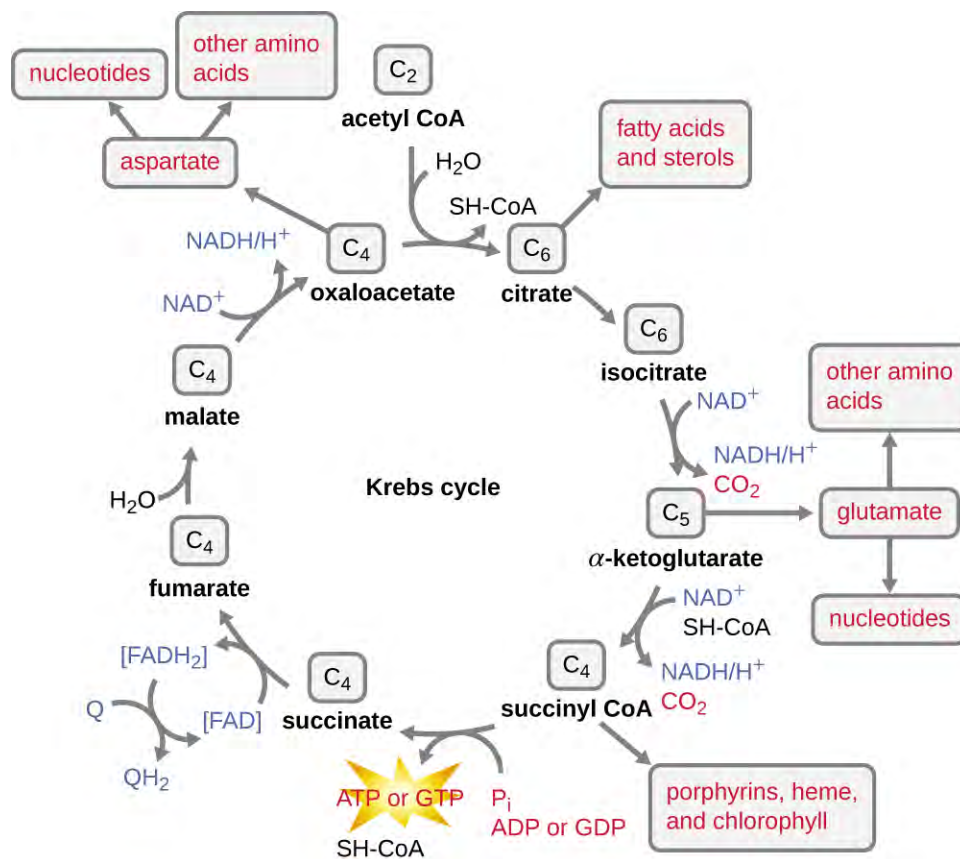 nucleotides
other amino
acids
aspartate
C₂
acetyl CoA
H₂O
SH-CoA
fatty acids
and sterols
NADH/H⁺
NAD⁺
C₄
oxaloacetate
C₆
citrate
C₆
isocitrate
NAD⁺
NADH/H⁺
CO₂
other amino
acids
C₄
malate
H₂O
Krebs cycle
C₅
α-ketoglutarate
glutamate
nucleotides
C₄
fumarate
NAD⁺
SH-CoA
NADH/H⁺
CO₂
[FADH₂]
Q
[FAD]
QH₂
C₄
succinate
C₄
succinyl CoA
ATP or GTP
SH-CoA
Pᵢ
ADP or GDP
porphyrins, heme,
and chlorophyll